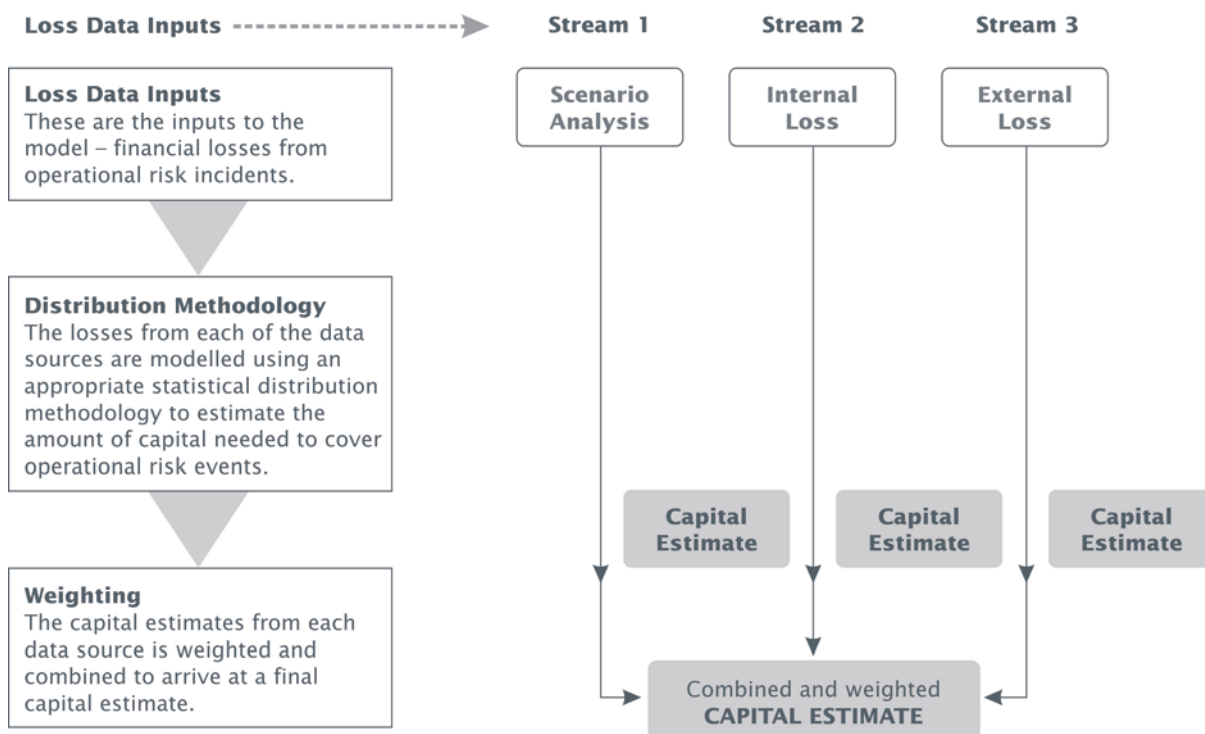 Loss Data Inputs
Stream 1
Stream 2
Stream 3
Loss Data Inputs
These are the inputs to the
model – financial losses from
operational risk incidents.
Scenario
Analysis
Internal
Loss
External
Loss
Distribution Methodology
The losses from each of the data
sources are modelled using an
appropriate statistical distribution
methodology to estimate the
amount of capital needed to cover
operational risk events.
Capital
Estimate
Capital
Estimate
Capital
Estimate
Weighting
The capital estimates from each
data source is weighted and
combined to arrive at a final
capital estimate.
Combined and weighted
CAPITAL ESTIMATE